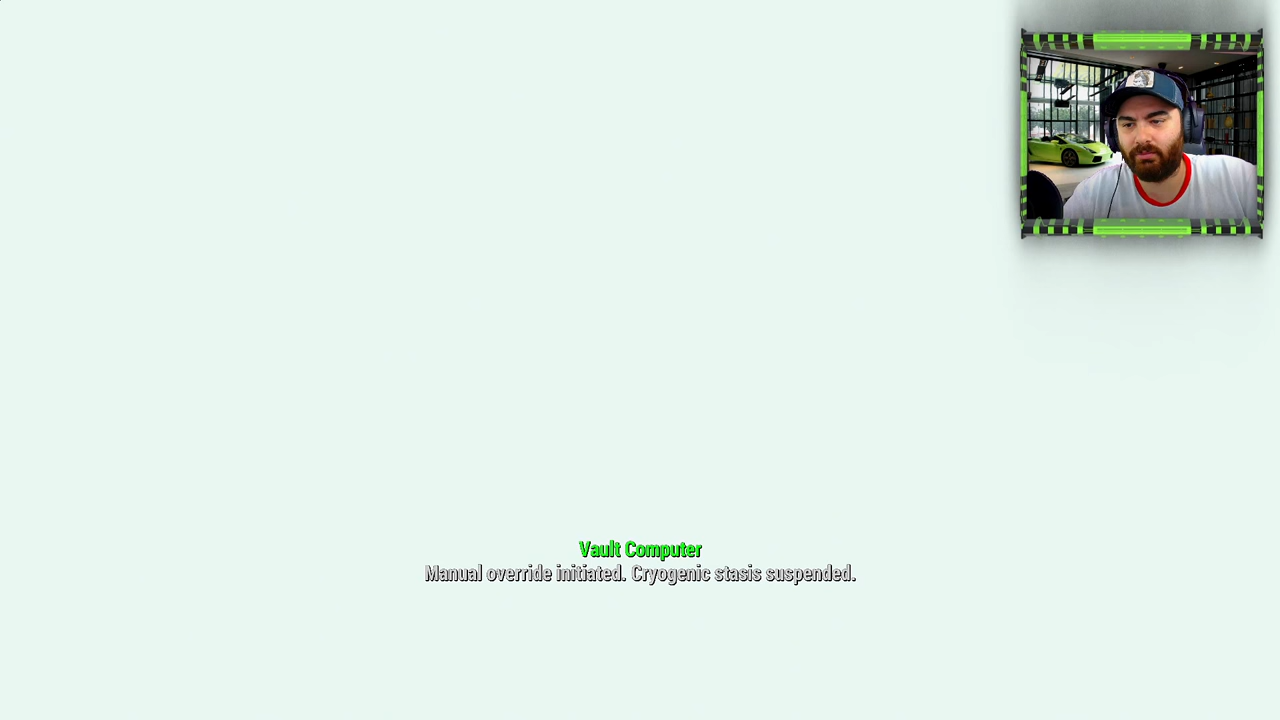 Vault Computer
Manual override initiated. Cryogenic stasis suspended.